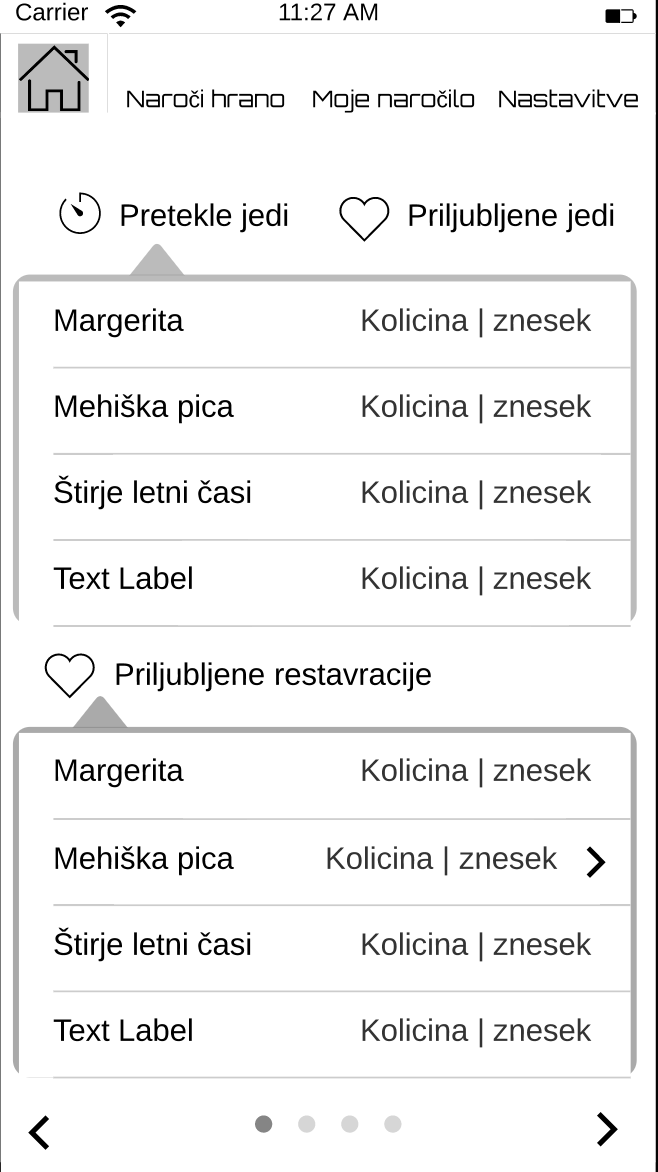 Carrier 11:27 AM
Naroči hrano Moje naročilo Nastavitve
Pretekle jedi Priljubljene jedi
Margerita Kolicina | znesek
Mehiška pica Kolicina | znesek
Štirje letni časi Kolicina | znesek
Text Label Kolicina | znesek
Priljubljene restavracije
Margerita Kolicina | znesek
Mehiška pica Kolicina | znesek
Štirje letni časi Kolicina | znesek
Text Label Kolicina | znesek